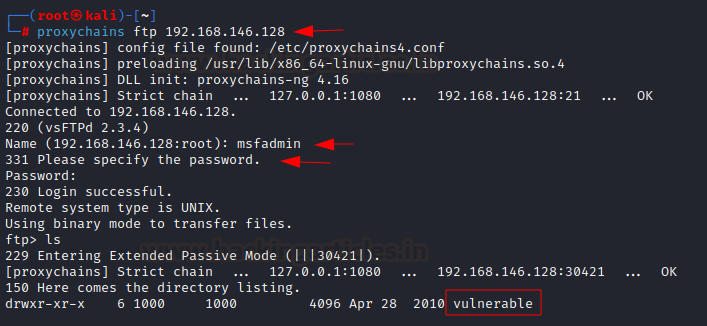 ┌──(root㉿kali)-[~]
└─# proxychains ftp 192.168.146.128
[proxychains] config file found: /etc/proxychains4.conf
[proxychains] preloading /usr/lib/x86_64-linux-gnu/libproxychains.so.4
[proxychains] DLL init: proxychains-ng 4.16
[proxychains] Strict chain  ...  127.0.0.1:1080  ...  192.168.146.128:21  ...  OK
Connected to 192.168.146.128.
220 (vsFTPd 2.3.4)
Name (192.168.146.128:root): msfadmin
331 Please specify the password.
Password:
230 Login successful.
Remote system type is UNIX.
Using binary mode to transfer files.
ftp> ls
www.hackingarticles.in
229 Entering Extended Passive Mode (|||30421|).
[proxychains] Strict chain  ...  127.0.0.1:1080  ...  192.168.146.128:30421  ...  OK
150 Here comes the directory listing.
drwxr-xr-x    6 1000     1000         4096 Apr 28  2010 vulnerable